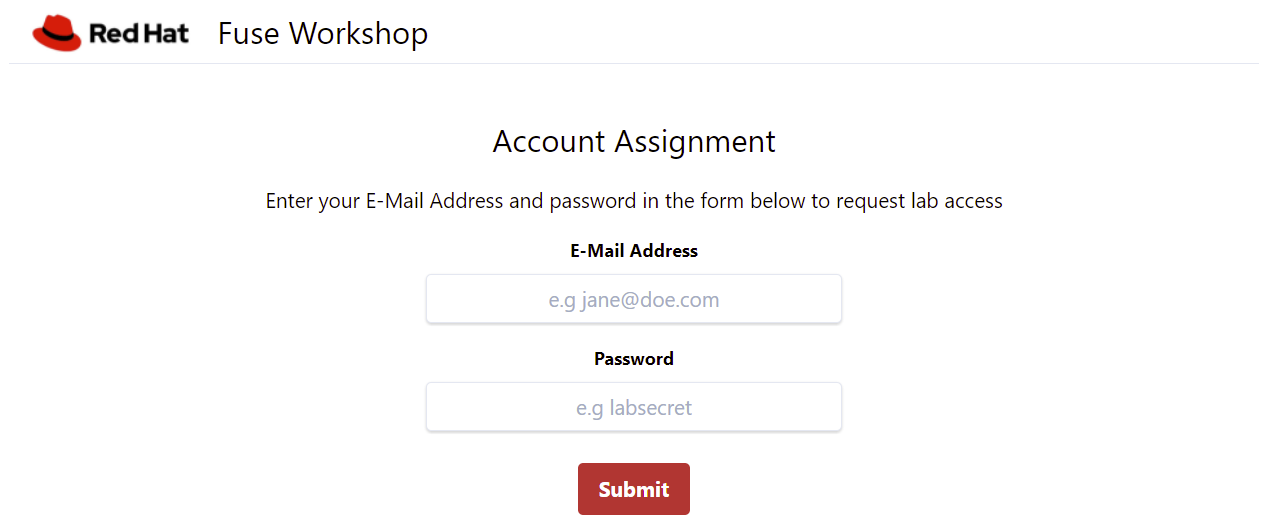 Red Hat Fuse Workshop
Account Assignment
Enter your E-Mail Address and password in the form below to request lab access
E-Mail Address
e.g jane@doe.com
Password
e.g labsecret
Submit